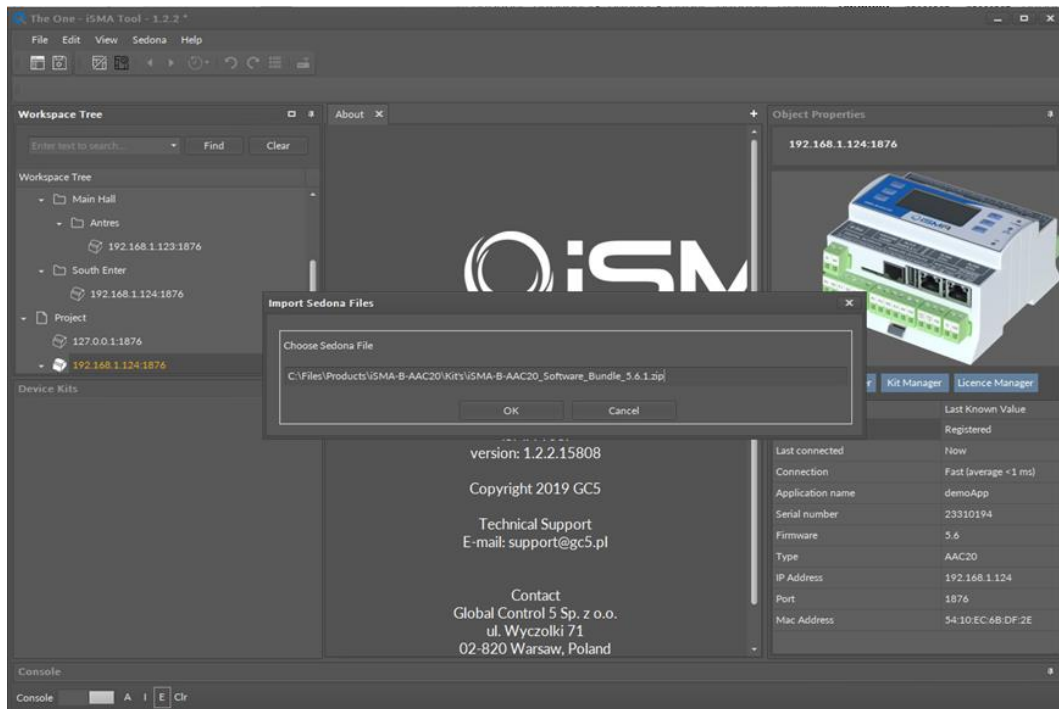 The One - iSMA Tool - 1.2.2 *
File Edit View Sedona Help
Workspace Tree
Enter text to search...
Find
Clear
Workspace Tree
Main Hall
Antres
192.168.1.123:1876
South Enter
192.168.1.124:1876
Project
127.0.0.1:1876
192.168.1.124:1876
Device Kits
About
iSM
Import Sedona Files
Choose Sedona File
C:\Files\Products\iSMA-B-AAC20\Kits\iSMA-B-AAC20_Software_Bundle_5.6.1.zip
OK
Cancel
version: 1.2.2.15808
Copyright 2019 GC5
Technical Support
E-mail: support@gc5.pl
Contact
Global Control 5 Sp. z o.o.
ul. Wyczolki 71
02-820 Warsaw, Poland
Object Properties
192.168.1.124:1876
iSMA
Kit Manager
Licence Manager
Last Known Value
Registered
Last connected Now
Connection Fast (average <1 ms)
Application name demoApp
Serial number 23310194
Firmware 5.6
Type AAC20
IP Address 192.168.1.124
Port 1876
Mac Address 54:10:EC:6B:DF:2E
Console
Console A I E Clr